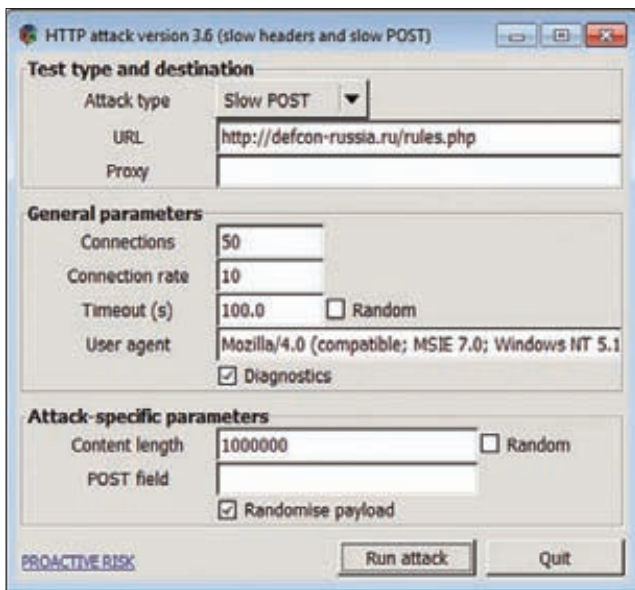 HTTP attack version 3.6 (slow headers and slow POST)
Test type and destination
Attack type Slow POST
URL http://defcon-russia.ru/rules.php
Proxy
General parameters
Connections 50
Connection rate 10
Timeout (s) 100.0 Random
User agent Mozilla/4.0 (compatible; MSIE 7.0; Windows NT 5.1
Diagnostics
Attack-specific parameters
Content length 1000000 Random
POST field
Randomise payload
PROACTIVE RISK Run attack Quit